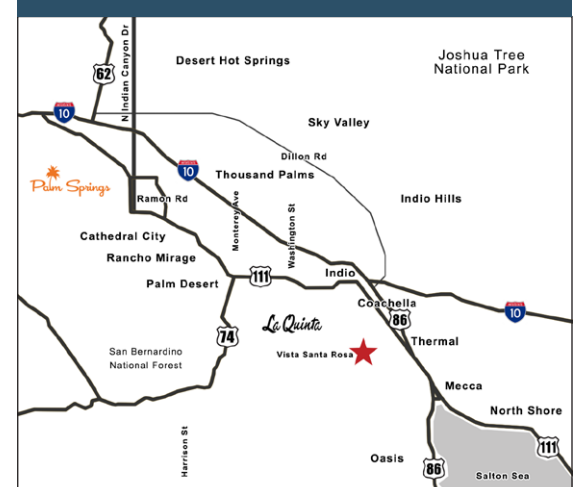 Joshua Tree
National Park
Desert Hot Springs
62
N Indian Canyon Dr
10
Sky Valley
Dillon Rd
10
Thousand Palms
Palm Springs
Ramon Rd
Indio Hills
Monterey Ave
Washington St
Cathedral City
Rancho Mirage
Palm Desert
111
Indio
Coachella
10
86
La Quinta
74
Thermal
San Bernardino
National Forest
Vista Santa Rosa
Mecca
North Shore
Harrison St
111
Oasis
86
Salton Sea